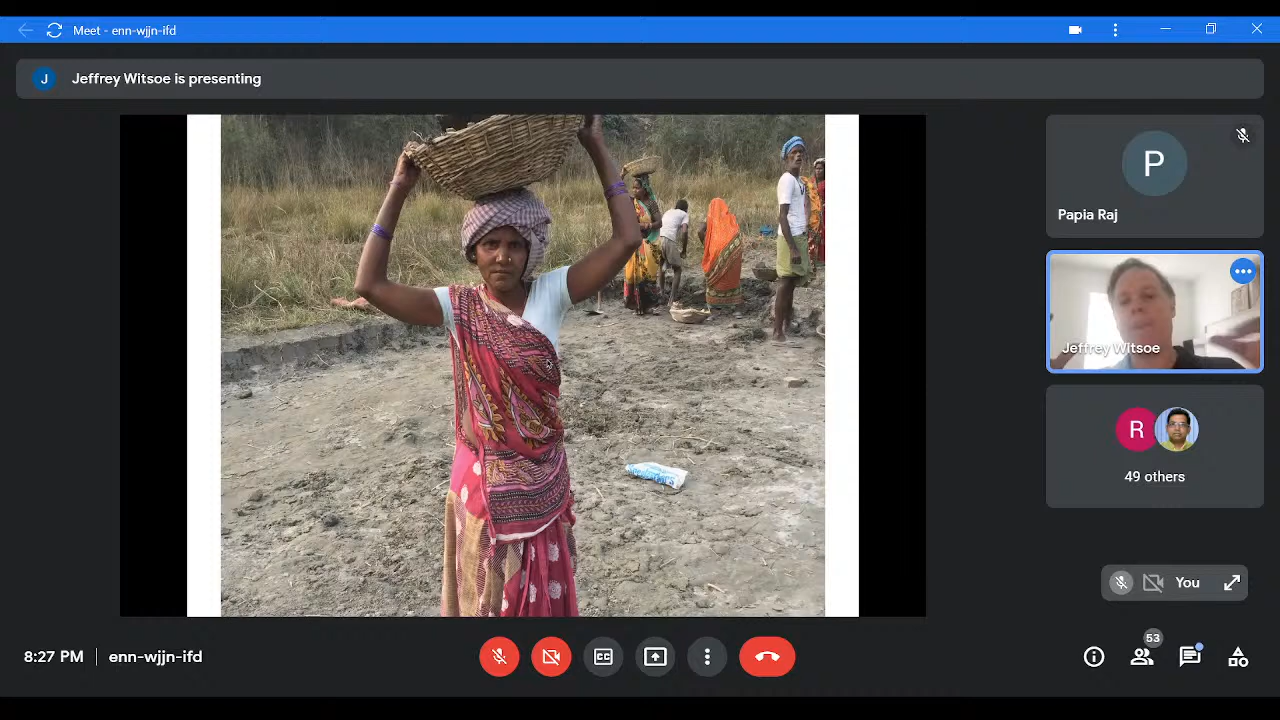 Meet - enn-wjjn-ifd
J
Jeffrey Witsoe is presenting
P
Papia Raj
Jeffrey Witsoe
R
49 others
You
8:27 PM
enn-wjjn-ifd
CC
53